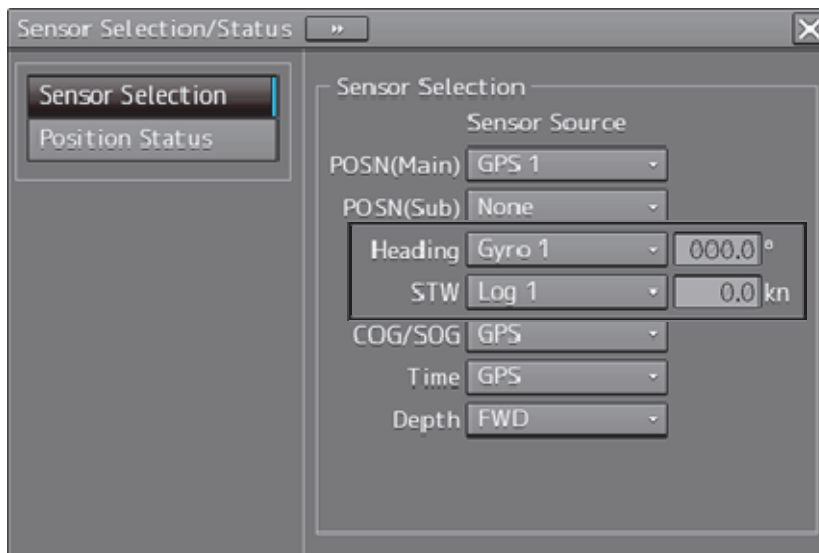 Sensor Selection/Status »
Sensor Selection
Position Status
Sensor Selection
Sensor Source
POSN(Main) GPS 1
POSN(Sub) None
Heading Gyro 1 000.0 °
STW Log 1 0.0 kn
COG/SOG GPS
Time GPS
Depth FWD